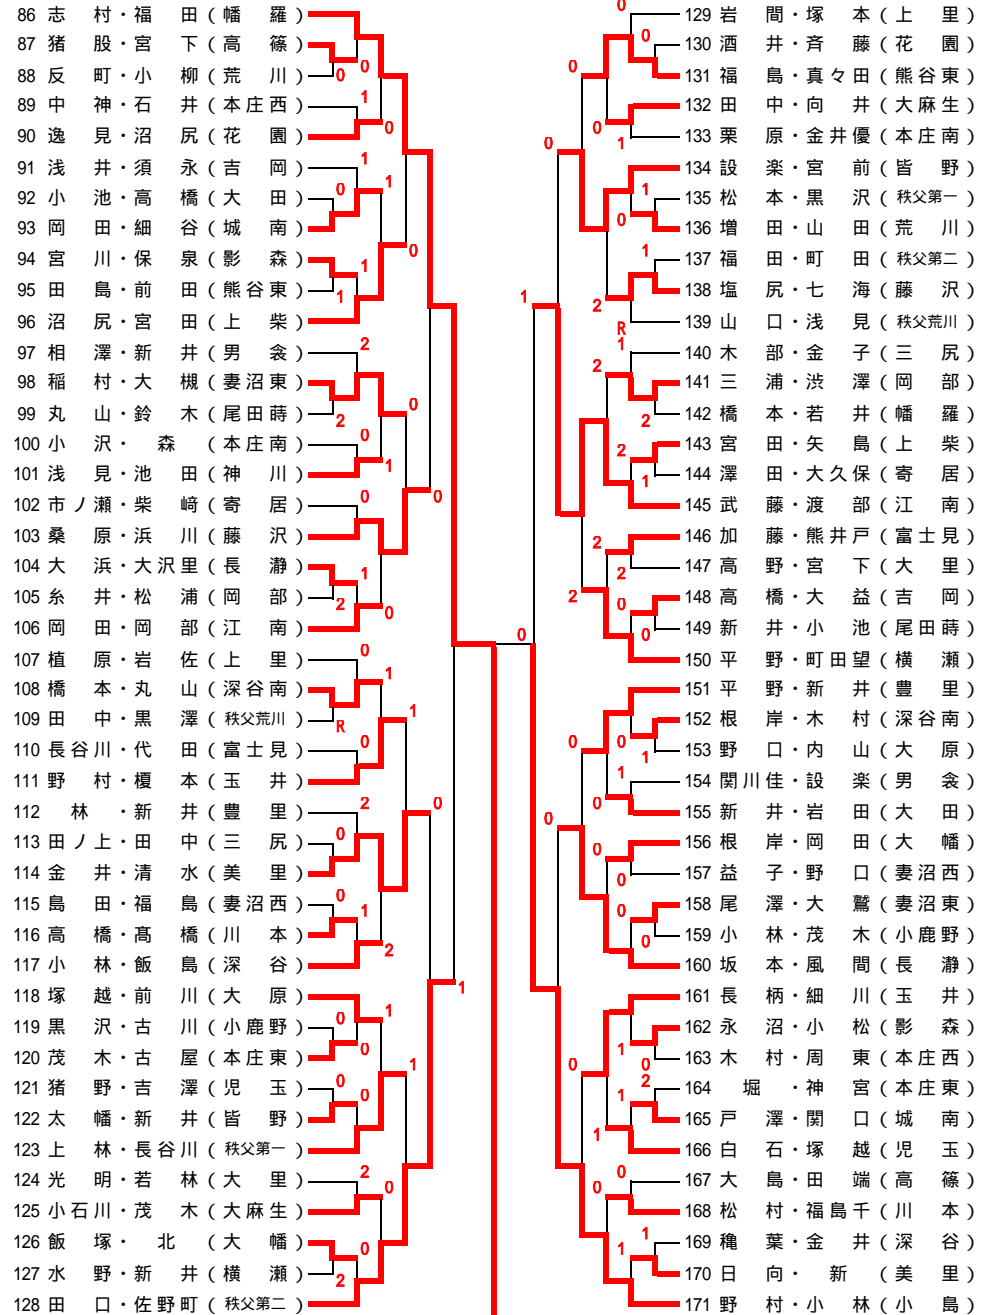 86 志村・福田(幡羅)
87 猪股・宮下(高篠)
88 反町・小柳(荒川)
89 中神・石井(本庄西)
90 逸見・沼尻(花園)
91 浅井・須永(吉岡)
92 小池・高橋(大田)
93 岡田・細谷(城南)
94 宮川・保泉(影森)
95 田島・前田(熊谷東)
96 沼尻・宮田(上柴)
97 相澤・新井(男衾)
98 稲村・大槻(妻沼東)
99 丸山・鈴木(尾田蒔)
100 小沢・森(本庄南)
101 浅見・池田(神川)
102 市ノ瀬・柴﨑(寄居)
103 桑原・浜川(藤沢)
104 大浜・大沢里(長瀞)
105 糸井・松浦(岡部)
106 岡田・岡部(江南)
107 植原・岩佐(上里)
108 橋本・丸山(深谷南)
109 田中・黒澤(秩父荒川)
110 長谷川・代田(富士見)
111 野村・榎本(玉井)
112 林・新井(豊里)
113 田ノ上・田中(三尻)
114 金井・清水(美里)
115 島田・福島(妻沼西)
116 高橋・髙橋(川本)
117 小林・飯島(深谷)
118 塚越・前川(大原)
119 黒沢・古川(小鹿野)
120 茂木・古屋(本庄東)
121 猪野・吉澤(児玉)
122 太幡・新井(皆野)
123 上林・長谷川(秩父第一)
124 光明・若林(大里)
125 小石川・茂木(大麻生)
126 飯塚・北(大幡)
127 水野・新井(横瀬)
128 田口・佐野町(秩父第二)
129 岩間・塚本(上里)
130 酒井・斉藤(花園)
131 福島・真々田(熊谷東)
132 田中・向井(大麻生)
133 栗原・金井優(本庄南)
134 設楽・宮前(皆野)
135 松本・黒沢(秩父第一)
136 増田・山田(荒川)
137 福田・町田(秩父第二)
138 塩尻・七海(藤沢)
139 山口・浅見(秩父荒川)
140 木部・金子(三尻)
141 三浦・渋澤(岡部)
142 橋本・若井(幡羅)
143 宮田・矢島(上柴)
144 澤田・大久保(寄居)
145 武藤・渡部(江南)
146 加藤・熊井戸(富士見)
147 高野・宮下(大里)
148 高橋・大益(吉岡)
149 新井・小池(尾田蒔)
150 平野・町田望(横瀬)
151 平野・新井(豊里)
152 根岸・木村(深谷南)
153 野口・内山(大原)
154 関川佳・設楽(男衾)
155 新井・岩田(大田)
156 根岸・岡田(大幡)
157 益子・野口(妻沼西)
158 尾澤・大鷲(妻沼東)
159 小林・茂木(小鹿野)
160 坂本・風間(長瀞)
161 長柄・細川(玉井)
162 永沼・小松(影森)
163 木村・周東(本庄西)
164 堀・神宮(本庄東)
165 戸澤・関口(城南)
166 白石・塚越(児玉)
167 大島・田端(高篠)
168 松村・福島千(川本)
169 穐葉・金井(深谷)
170 日向・新(美里)
171 野村・小林(小島)